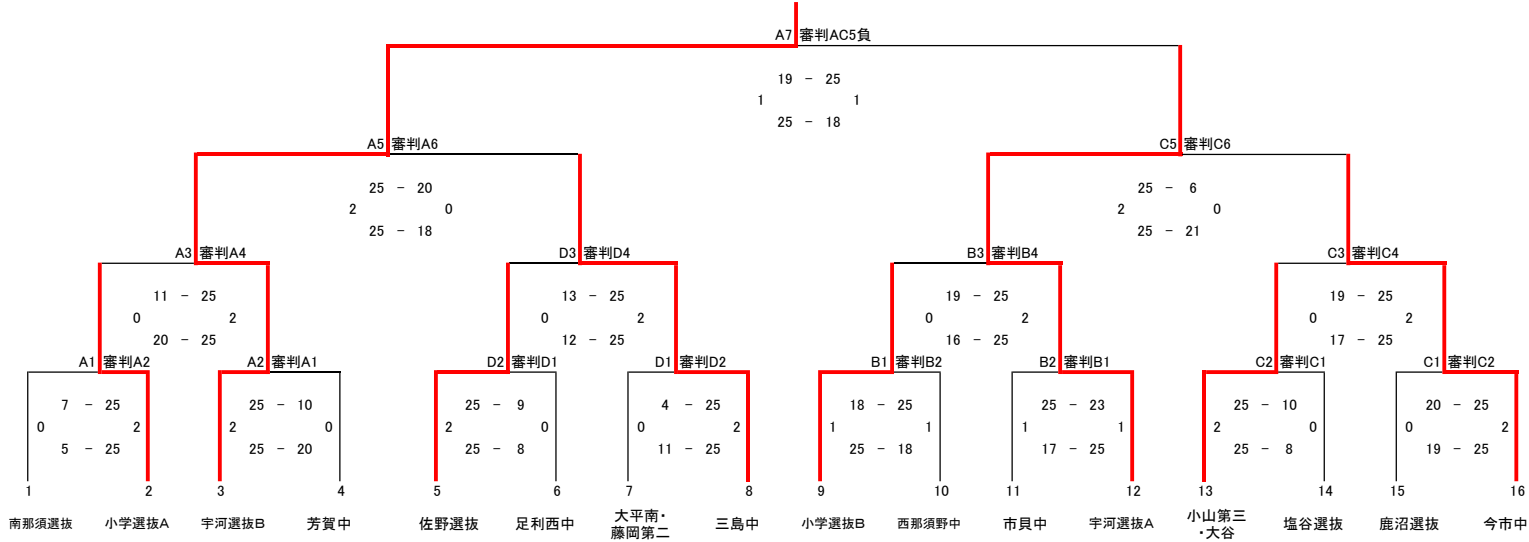 A7 審判AC5負
19 － 25
1 1
25 － 18
A5 審判A6 C5 審判C6
25 － 20 25 － 6
2 0 2 0
25 － 18 25 － 21
A3 審判A4 D3 審判D4 B3 審判B4 C3 審判C4
11 － 25 13 － 25 19 － 25 19 － 25
0 2 0 2 0 2 0 2
20 － 25 12 － 25 16 － 25 17 － 25
A1 審判A2 A2 審判A1 D2 審判D1 D1 審判D2 B1 審判B2 B2 審判B1 C2 審判C1 C1 審判C2
7 － 25 25 － 10 25 － 9 4 － 25 18 － 25 25 － 23 25 － 10 20 － 25
0 2 2 0 2 0 0 2 1 1 1 1 2 0 0 2
5 － 25 25 － 20 25 － 8 11 － 25 25 － 18 17 － 25 25 － 8 19 － 25
1 2 3 4 5 6 7 8 9 10 11 12 13 14 15 16
南那須選抜 小学選抜A 宇河選抜B 芳賀中 佐野選抜 足利西中 大平南・ 三島中 小学選抜B 西那須野中 市貝中 宇河選抜A 小山第三 塩谷選抜 鹿沼選抜 今市中
藤岡第二 ・大谷